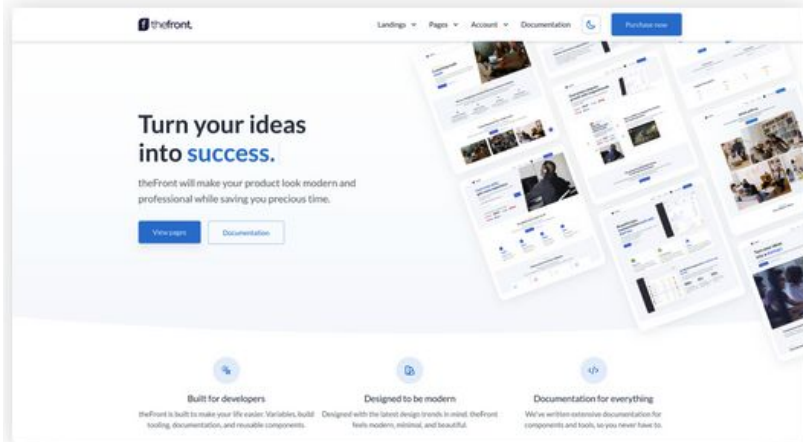 thefront.
Landings Pages Account Documentation Purchase now
Turn your ideas
into success.
theFront will make your product look modern and
professional while saving you precious time.
View pages Documentation
Built for developers
theFront is built to make your life easier. Variables, build
tooling, documentation, and reusable components.
Designed to be modern
Designed with the latest design trends in mind. theFront
feels modern, minimal, and beautiful.
Documentation for everything
We've written extensive documentation for
components and tools, so you never have to.